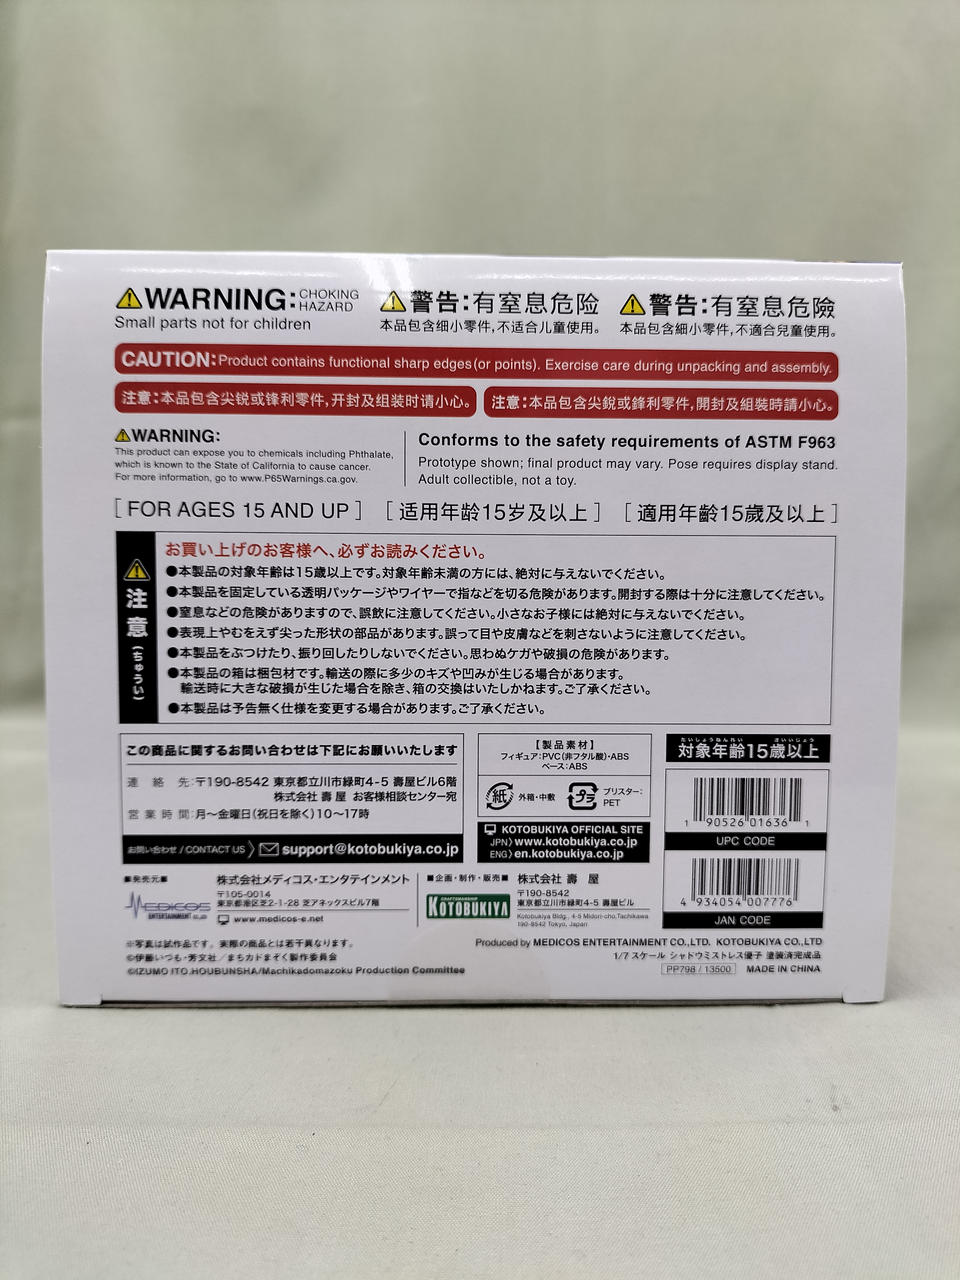 WARNING: CHOKING HAZARD
Small parts not for children
警告:有窒息危险
本品包含细小零件,不适合儿童使用。
警告:有窒息危險
本品包含細小零件,不適合兒童使用。
CAUTION: Product contains functional sharp edges (or points). Exercise care during unpacking and assembly.
注意:本品包含尖锐或锋利零件,开封及组装时请小心。
注意:本品包含尖銳或鋒利零件,開封及組裝時請小心。
WARNING:
This product can expose you to chemicals including Phthalate,
which is known to the State of California to cause cancer.
For more information, go to www.P65Warnings.ca.gov.
Conforms to the safety requirements of ASTM F963
Prototype shown; final product may vary. Pose requires display stand.
Adult collectible, not a toy.
[ FOR AGES 15 AND UP ] [ 适用年龄15岁及以上 ] [ 適用年齡15歲及以上 ]
注意(ちゅうい)
お買い上げのお客様へ、必ずお読みください。
●本製品の対象年齢は15歳以上です。対象年齢未満の方には、絶対に与えないでください。
●本製品を固定している透明パッケージやワイヤーで指などを切る危険があります。開封する際は十分に注意してください。
●窒息などの危険がありますので、誤飲に注意してください。小さなお子様には絶対に与えないでください。
●表現上やむをえず尖った形状の部品があります。誤って目や皮膚などを刺さないように注意してください。
●本製品をぶつけたり、振り回したりしないでください。思わぬケガや破損の危険があります。
●本製品の箱は梱包材です。輸送の際に多少のキズや凹みが生じる場合があります。
輸送時に大きな破損が生じた場合を除き、箱の交換はいたしかねます。ご了承ください。
●本製品は予告無く仕様を変更する場合があります。ご了承ください。
この商品に関するお問い合わせは下記にお願いいたします
連絡先:〒190-8542 東京都立川市緑町4-5 壽屋ビル6階
株式会社 壽屋 お客様相談センター宛
営業時間:月〜金曜日(祝日を除く)10〜17時
お問い合わせ / CONTACT US support@kotobukiya.co.jp
【製品素材】
フィギュア:PVC(非フタル酸)・ABS
ベース:ABS
紙 外箱・中敷 プラ ブリスター:
PET
KOTOBUKIYA OFFICIAL SITE
JPN〉www.kotobukiya.co.jp
ENG〉en.kotobukiya.co.jp
たいしょうねんれい さいいじょう
対象年齢15歳以上
1 90526 01636 1
UPC CODE
4 934054 007776
JAN CODE
■発売元■
MEDICOS
ENTERTAINMENT CO.,LTD.
株式会社メディコス・エンタテインメント
〒105-0014
東京都港区芝2-1-28 芝アネックスビル7階
www.medicos-e.net
■企画・制作・販売■
CRAFTSMANSHIP
KOTOBUKIYA
株式会社 壽 屋
〒190-8542
東京都立川市緑町4-5 壽屋ビル
Kotobukiya Bldg., 4-5 Midori-cho,Tachikawa
190-8542 Tokyo, Japan
※写真は試作品です。実際の商品とは若干異なります。
©伊藤いづも・芳文社／まちカドまぞく製作委員会
©IZUMO ITO,HOUBUNSHA/Machikadomazoku Production Committee
Produced by MEDICOS ENTERTAINMENT CO.,LTD. KOTOBUKIYA CO.,LTD
1/7 スケール シャドウミストレス優子 塗装済完成品
PP798 / 13500 MADE IN CHINA